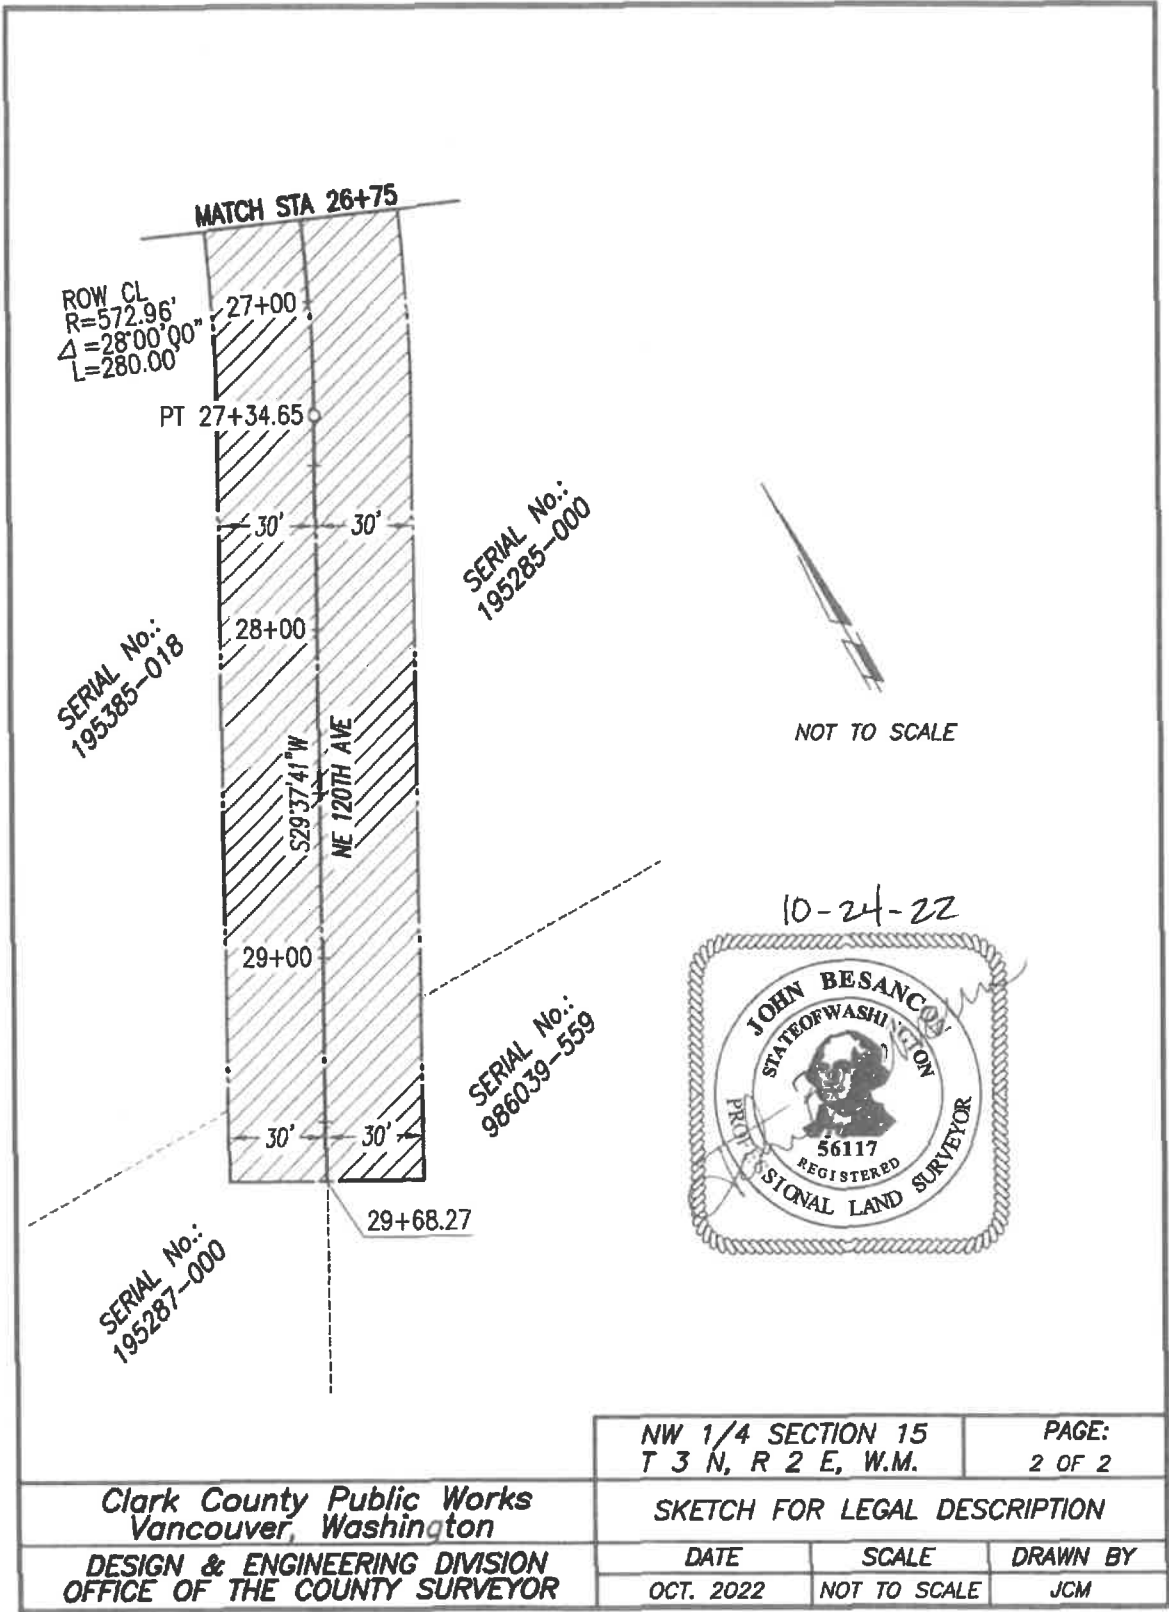 MATCH STA 26+75
ROW CL
R=572.96'
Δ=28°00'00"
L=280.00'
27+00
PT 27+34.65
30' 30'
SERIAL No.:
195285-000
28+00
SERIAL No.:
195385-018
NOT TO SCALE
S29°37'41"W
NE 120TH AVE
29+00
10-24-22
JOHN BESANCON
STATE OF WASHINGTON
56117
REGISTERED
PROFESSIONAL LAND SURVEYOR
SERIAL No.:
986039-559
30' 30'
29+68.27
SERIAL No.:
195287-000
NW 1/4 SECTION 15
T 3 N, R 2 E, W.M.
PAGE:
2 OF 2
Clark County Public Works
Vancouver, Washington
SKETCH FOR LEGAL DESCRIPTION
DESIGN & ENGINEERING DIVISION
OFFICE OF THE COUNTY SURVEYOR
DATE SCALE DRAWN BY
OCT. 2022 NOT TO SCALE JCM